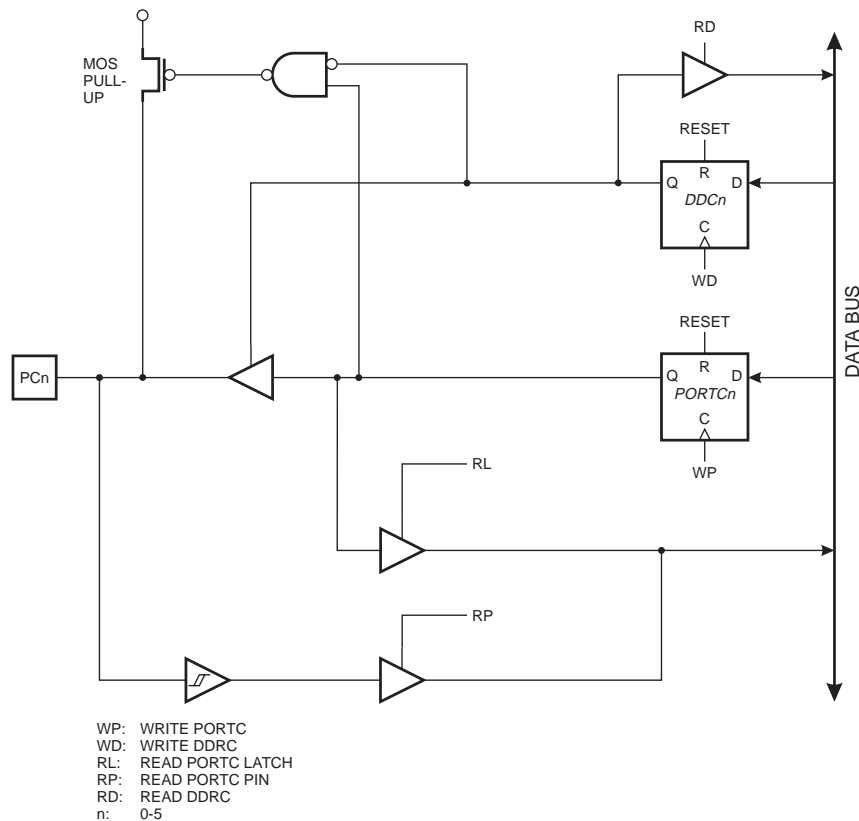 MOS
PULL-
UP
RD
RESET
R
Q
D
DDCn
C
WD
RESET
R
Q
D
PORTCn
C
WP
PCn
RL
RP
DATA BUS
WP: WRITE PORTC
WD: WRITE DDRC
RL: READ PORTC LATCH
RP: READ PORTC PIN
RD: READ DDRC
n: 0-5